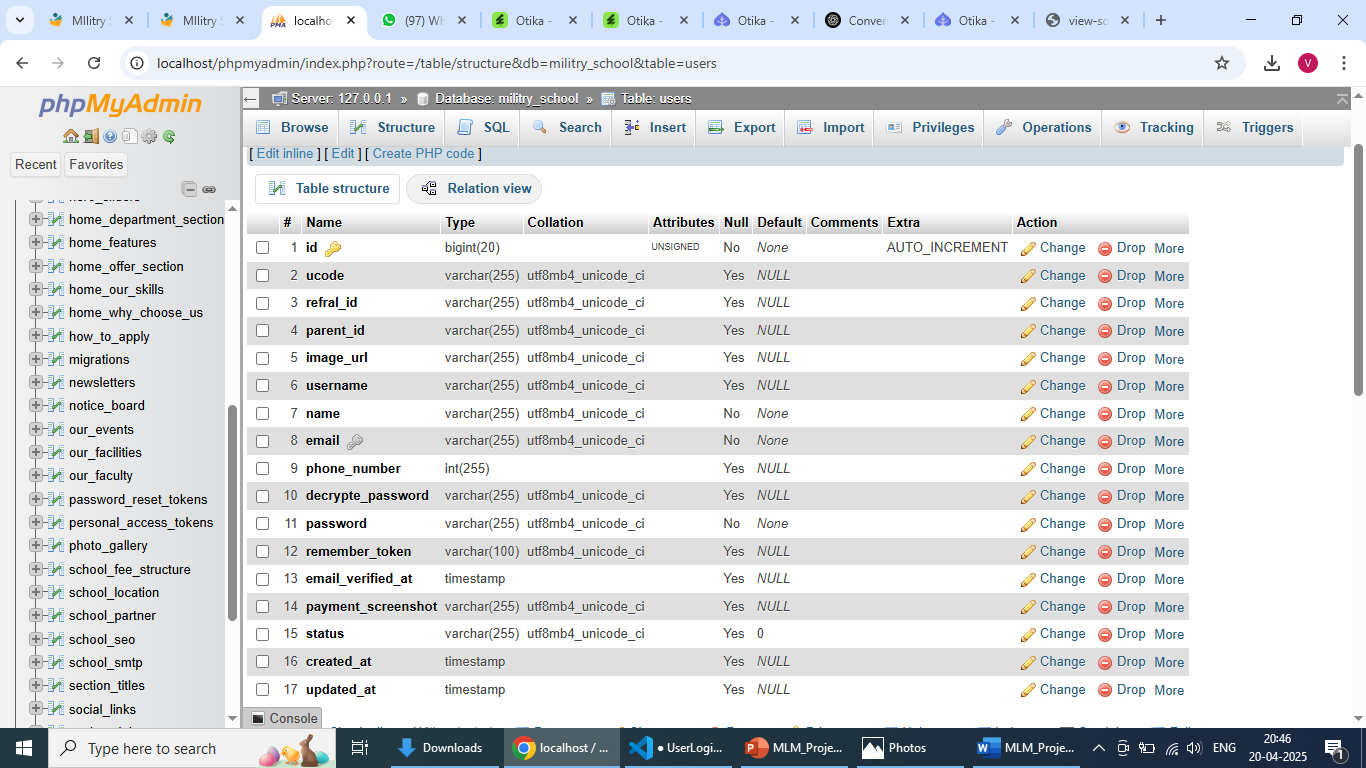 MIlitry S
MIlitry S
localho
(97) Wh
Otika -
Otika -
Otika -
Conver
Otika -
view-sc
localhost/phpmyadmin/index.php?route=/table/structure&db=militry_school&table=users
V
phpMyAdmin
Recent
Favorites
home_department_section
home_features
home_offer_section
home_our_skills
home_why_choose_us
how_to_apply
migrations
newsletters
notice_board
our_events
our_facilities
our_faculty
password_reset_tokens
personal_access_tokens
photo_gallery
school_fee_structure
school_location
school_partner
school_seo
school_smtp
section_titles
social_links
Server: 127.0.0.1 » Database: militry_school » Table: users
Browse Structure SQL Search Insert Export Import Privileges Operations Tracking Triggers
[ Edit inline ] [ Edit ] [ Create PHP code ]
Table structure Relation view
# Name Type Collation Attributes Null Default Comments Extra Action
1 id bigint(20) UNSIGNED No None AUTO_INCREMENT Change Drop More
2 ucode varchar(255) utf8mb4_unicode_ci Yes NULL Change Drop More
3 refral_id varchar(255) utf8mb4_unicode_ci Yes NULL Change Drop More
4 parent_id varchar(255) utf8mb4_unicode_ci Yes NULL Change Drop More
5 image_url varchar(255) utf8mb4_unicode_ci Yes NULL Change Drop More
6 username varchar(255) utf8mb4_unicode_ci Yes NULL Change Drop More
7 name varchar(255) utf8mb4_unicode_ci No None Change Drop More
8 email varchar(255) utf8mb4_unicode_ci No None Change Drop More
9 phone_number int(255) Yes NULL Change Drop More
10 decrypte_password varchar(255) utf8mb4_unicode_ci Yes NULL Change Drop More
11 password varchar(255) utf8mb4_unicode_ci No None Change Drop More
12 remember_token varchar(100) utf8mb4_unicode_ci Yes NULL Change Drop More
13 email_verified_at timestamp Yes NULL Change Drop More
14 payment_screenshot varchar(255) utf8mb4_unicode_ci Yes NULL Change Drop More
15 status varchar(255) utf8mb4_unicode_ci Yes 0 Change Drop More
16 created_at timestamp Yes NULL Change Drop More
17 updated_at timestamp Yes NULL Change Drop More
Console
Type here to search
Downloads
localhost / ...
● UserLogi...
MLM_Proje...
Photos
MLM_Proje...
ENG
20:46
20-04-2025
1